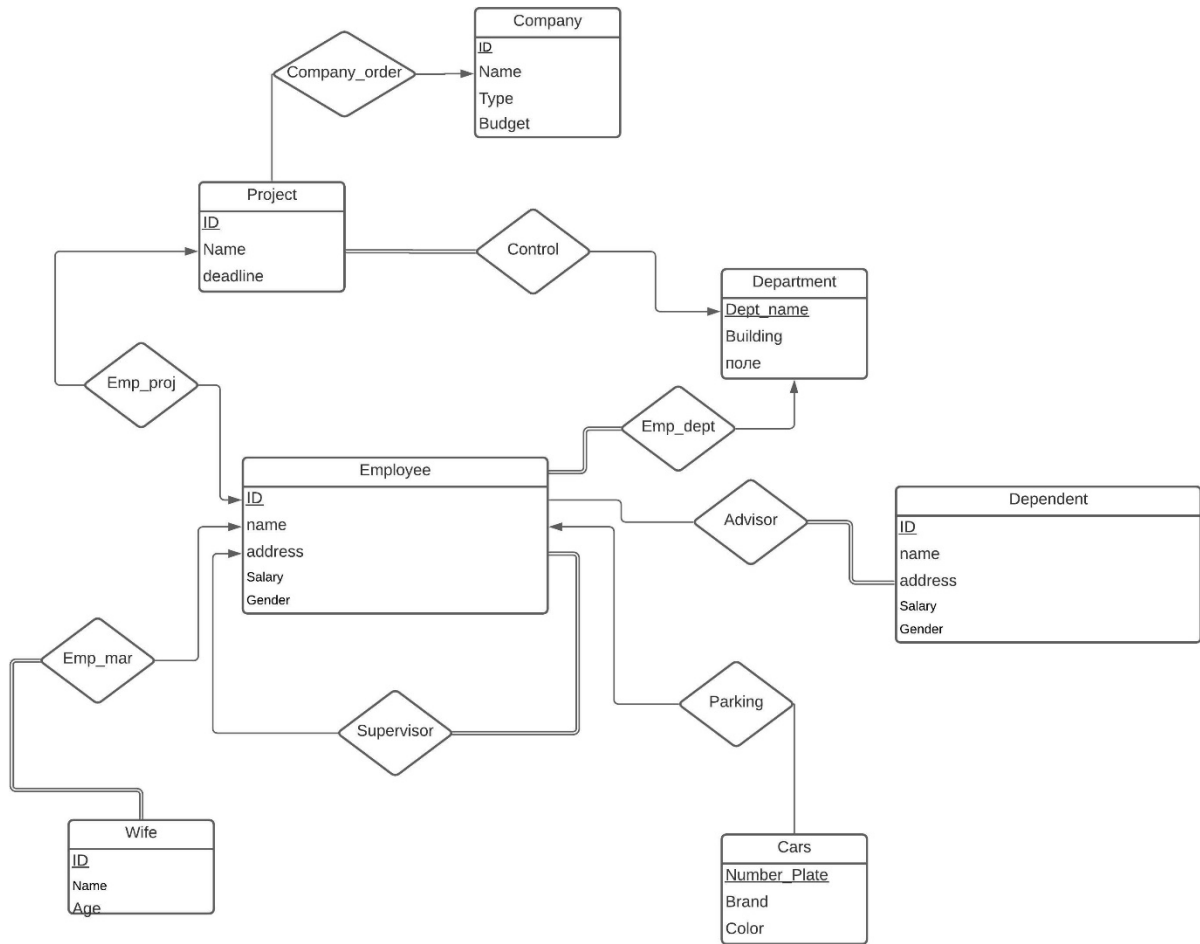 Company
ID
Name
Type
Budget
Company_order
Project
ID
Name
deadline
Control
Department
Dept_name
Building
поле
Emp_proj
Emp_dept
Employee
ID
name
address
Salary
Gender
Advisor
Dependent
ID
name
address
Salary
Gender
Emp_mar
Supervisor
Parking
Wife
ID
Name
Age
Cars
Number_Plate
Brand
Color